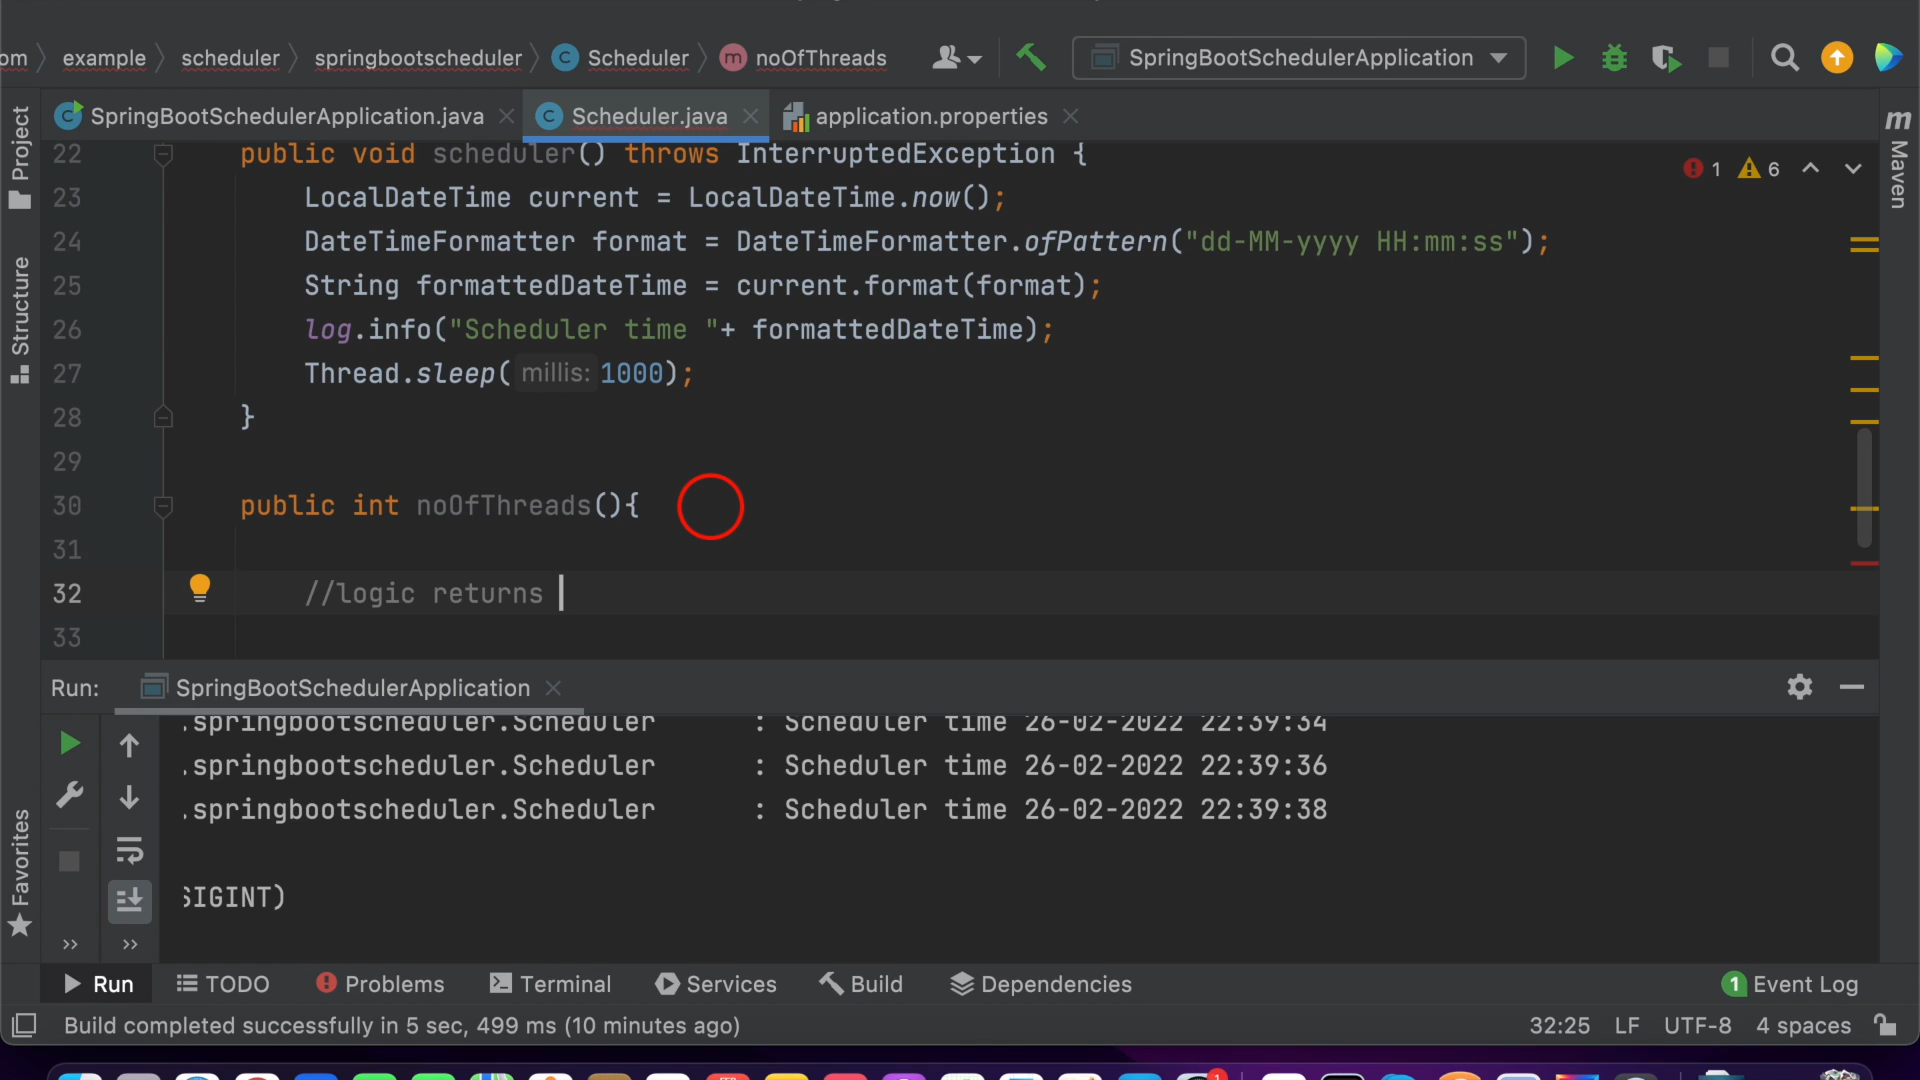 om example scheduler springbootscheduler C Scheduler m noOfThreads SpringBootSchedulerApplication
SpringBootSchedulerApplication.java Scheduler.java application.properties
Project
Structure
Favorites
m Maven
1 6
22 public void scheduler() throws InterruptedException {
23 LocalDateTime current = LocalDateTime.now();
24 DateTimeFormatter format = DateTimeFormatter.ofPattern("dd-MM-yyyy HH:mm:ss");
25 String formattedDateTime = current.format(format);
26 log.info("Scheduler time "+ formattedDateTime);
27 Thread.sleep( millis: 1000);
28 }
29
30 public int noOfThreads(){
31
32 //logic returns
33
Run: SpringBootSchedulerApplication
.springbootscheduler.Scheduler : Scheduler time 26-02-2022 22:39:34
.springbootscheduler.Scheduler : Scheduler time 26-02-2022 22:39:36
.springbootscheduler.Scheduler : Scheduler time 26-02-2022 22:39:38
SIGINT)
Run TODO Problems Terminal Services Build Dependencies 1 Event Log
Build completed successfully in 5 sec, 499 ms (10 minutes ago) 32:25 LF UTF-8 4 spaces